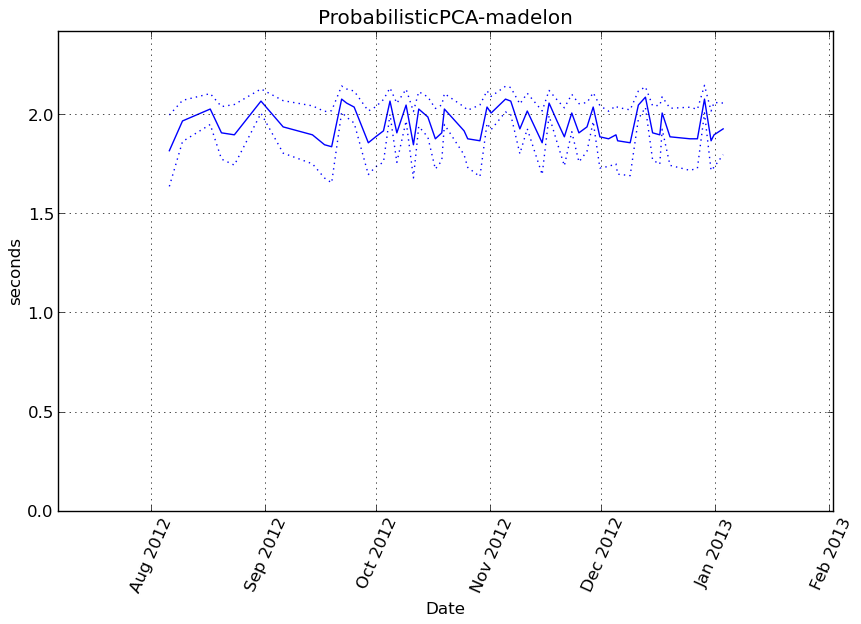 ProbabilisticPCA-madelon
2.0
1.5
1.0
0.5
0.0
seconds
Aug 2012
Sep 2012
Oct 2012
Nov 2012
Dec 2012
Jan 2013
Feb 2013
Date